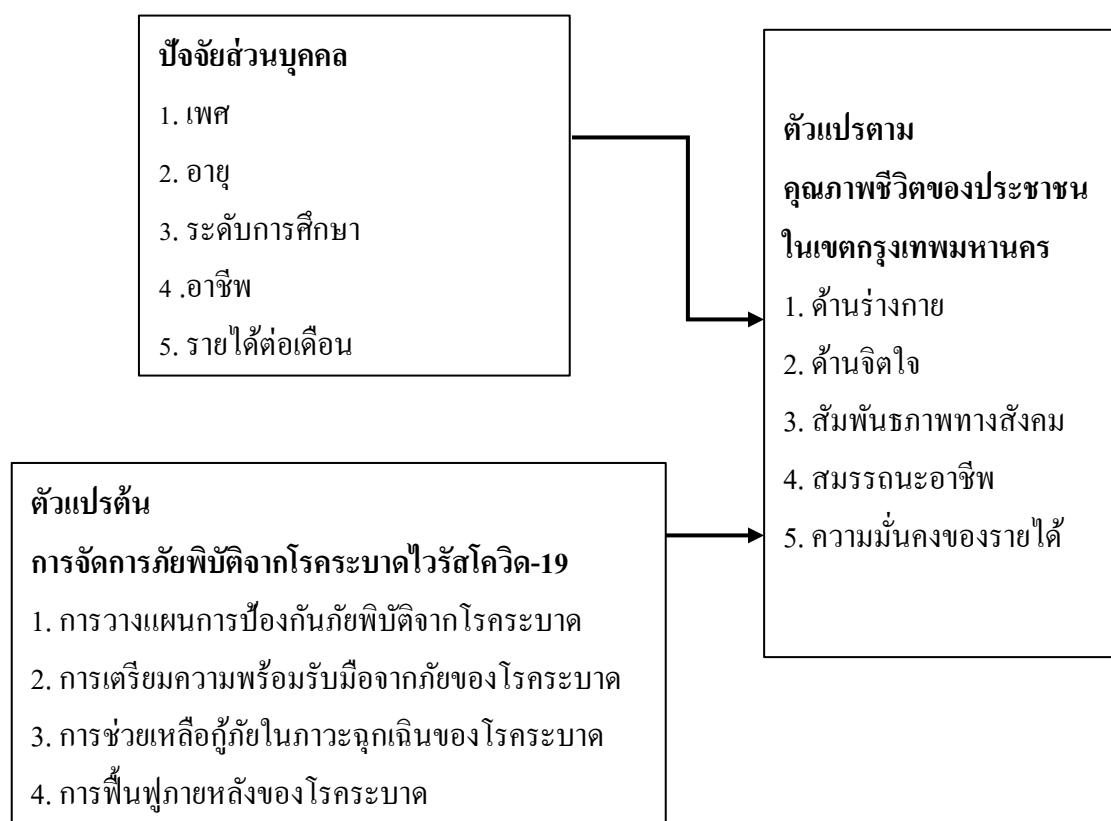 ปัจจัยส่วนบุคคล
1. เพศ
2. อายุ
3. ระดับการศึกษา
4 .อาชีพ
5. รายได้ต่อเดือน
ตัวแปรต้น
การจัดการภัยพิบัติจากโรคระบาดไวรัสโควิด-19
1. การวางแผนการป้องกันภัยพิบัติจากโรคระบาด
2. การเตรียมความพร้อมรับมือจากภัยของโรคระบาด
3. การช่วยเหลือกู้ภัยในภาวะฉุกเฉินของโรคระบาด
4. การฟื้นฟูภายหลังของโรคระบาด
ตัวแปรตาม
คุณภาพชีวิตของประชาชน
ในเขตกรุงเทพมหานคร
1. ด้านร่างกาย
2. ด้านจิตใจ
3. สัมพันธภาพทางสังคม
4. สมรรถนะอาชีพ
5. ความมั่นคงของรายได้